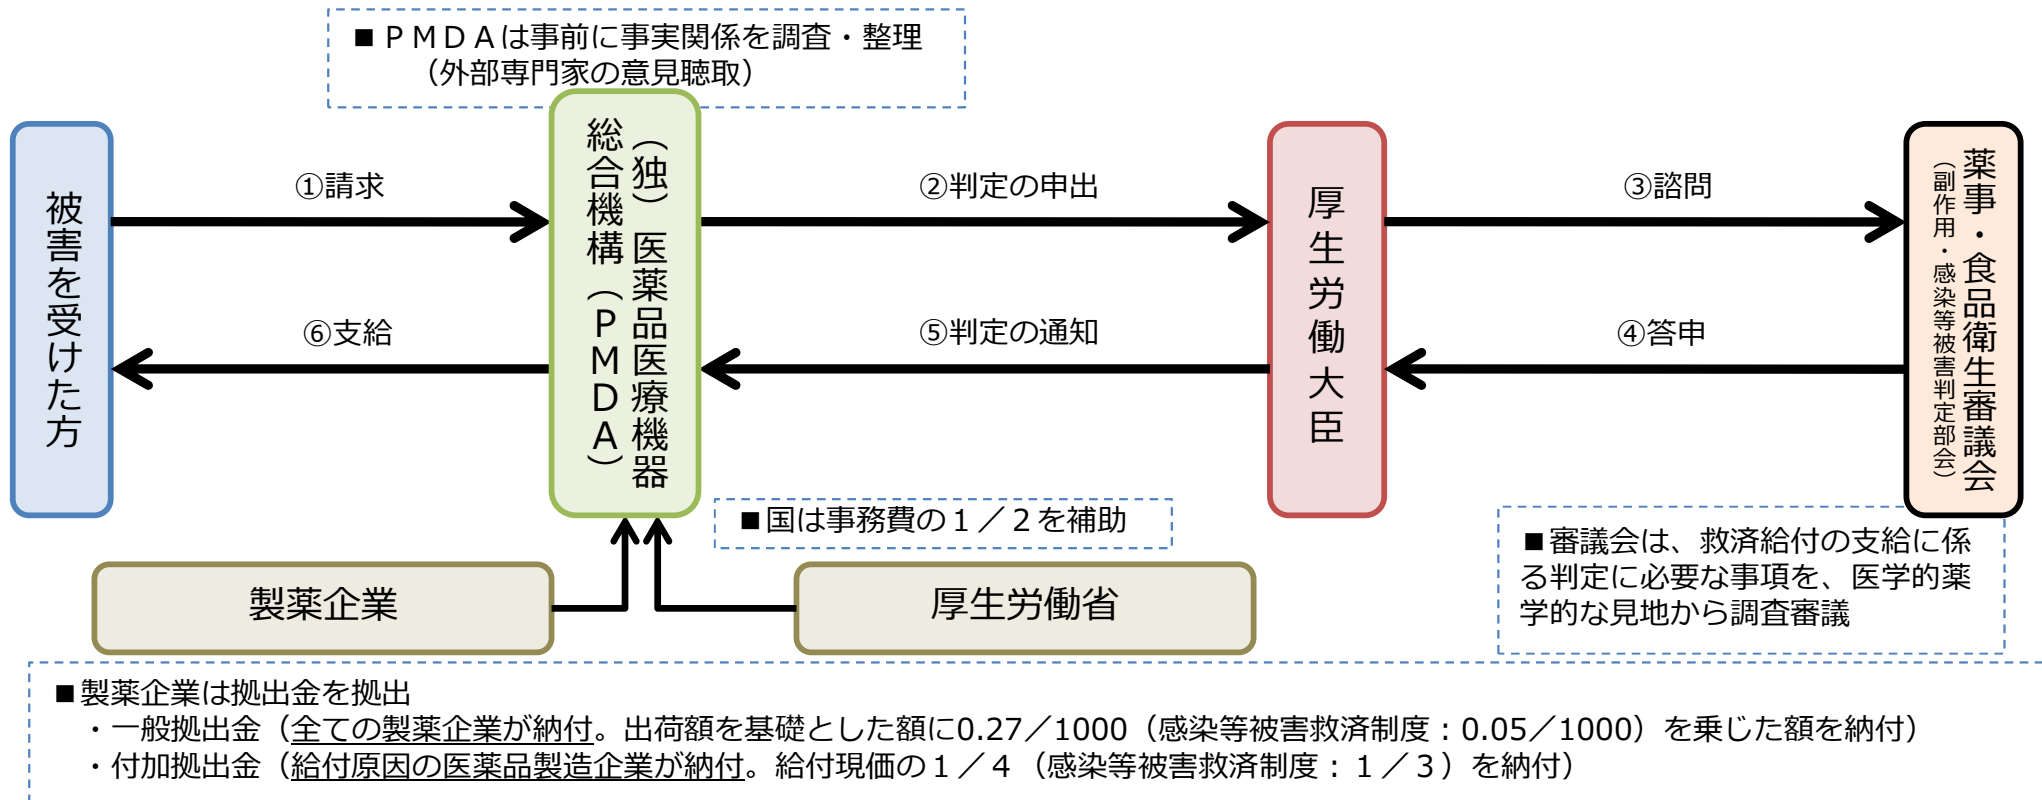 ■ＰＭＤＡは事前に事実関係を調査・整理
（外部専門家の意見聴取）
被害を受けた方
①請求
⑥支給
（独）医薬品医療機器
総合機構（ＰＭＤＡ）
②判定の申出
⑤判定の通知
厚生労働大臣
③諮問
④答申
薬事・食品衛生審議会
（副作用・感染等被害判定部会）
■国は事務費の１／２を補助
製薬企業
厚生労働省
■審議会は、救済給付の支給に係
る判定に必要な事項を、医学的薬
学的な見地から調査審議
■製薬企業は拠出金を拠出
・一般拠出金（全ての製薬企業が納付。出荷額を基礎とした額に0.27／1000（感染等被害救済制度：0.05／1000）を乗じた額を納付）
・付加拠出金（給付原因の医薬品製造企業が納付。給付現価の１／４（感染等被害救済制度：１／３）を納付）